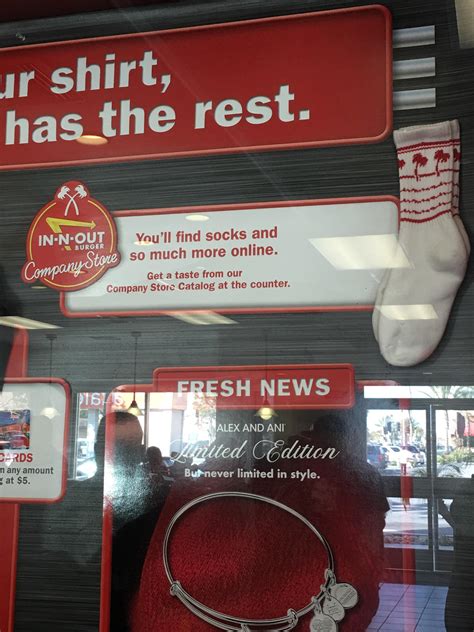 ur shirt,
has the rest.
IN-N-OUT
BURGER
Company Store
You'll find socks and
so much more online.
Get a taste from our
Company Store Catalog at the counter.
FRESH NEWS
ALEX AND ANI
Limited Edition
But never limited in style.
CARDS
n any amount
g at $5.